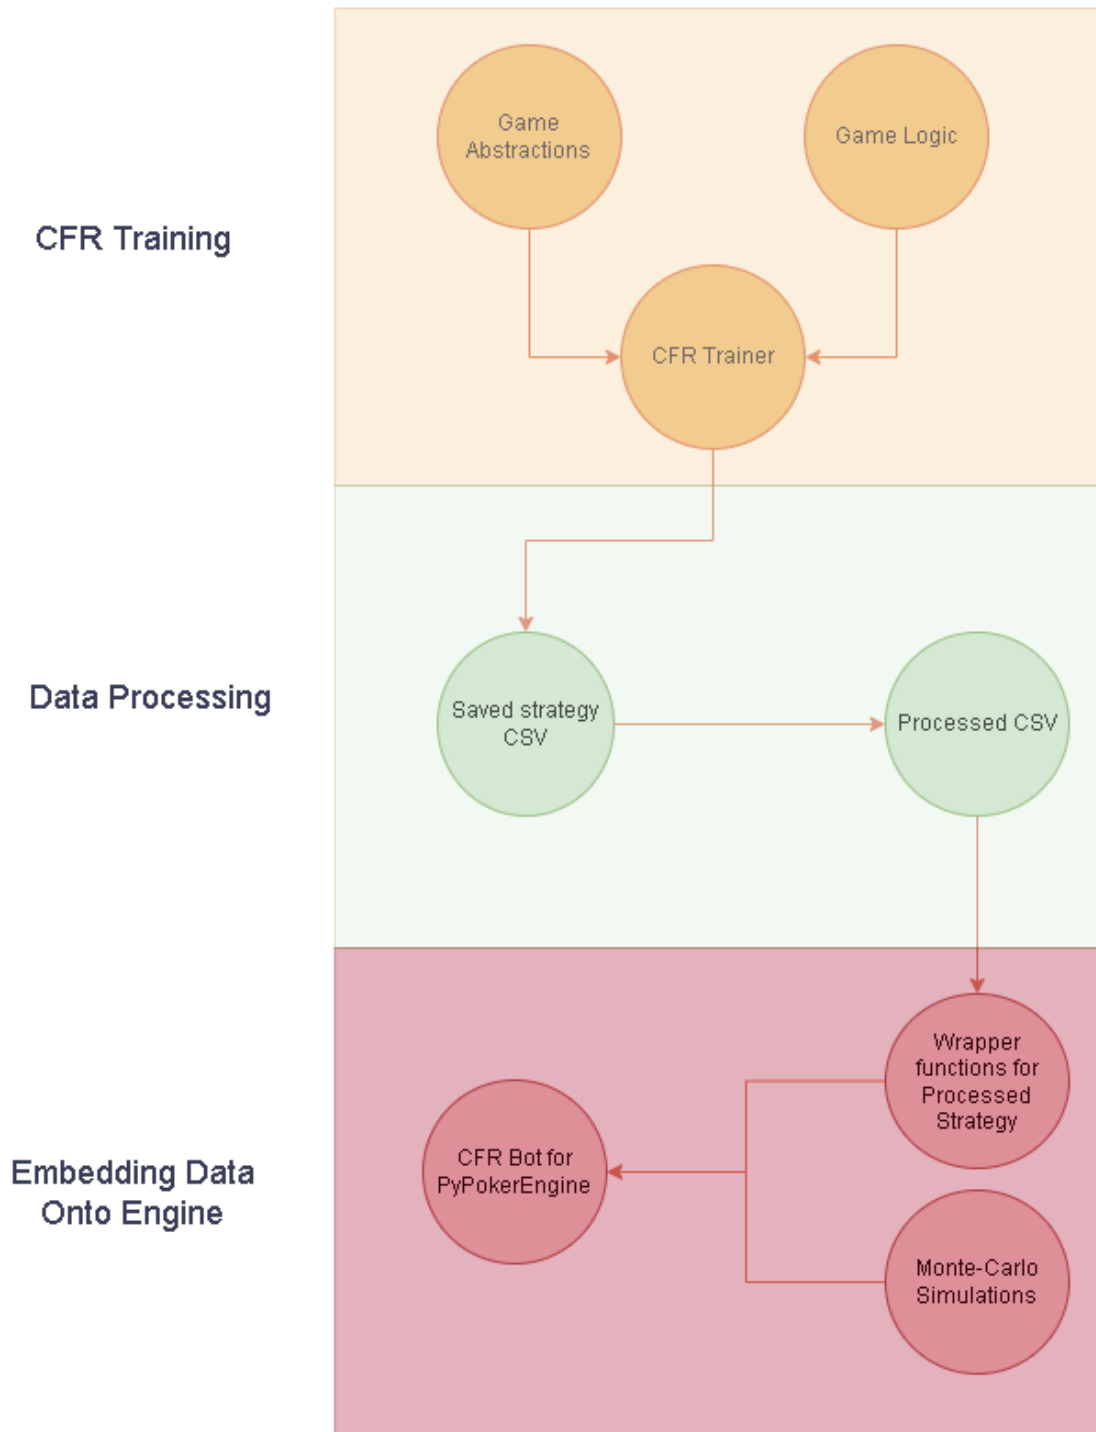 Game
Abstractions
Game Logic
CFR Training
CFR Trainer
Data Processing
Saved strategy
CSV
Processed CSV
Wrapper
functions for
Processed
Strategy
Embedding Data
Onto Engine
CFR Bot for
PyPokerEngine
Monte-Carlo
Simulations